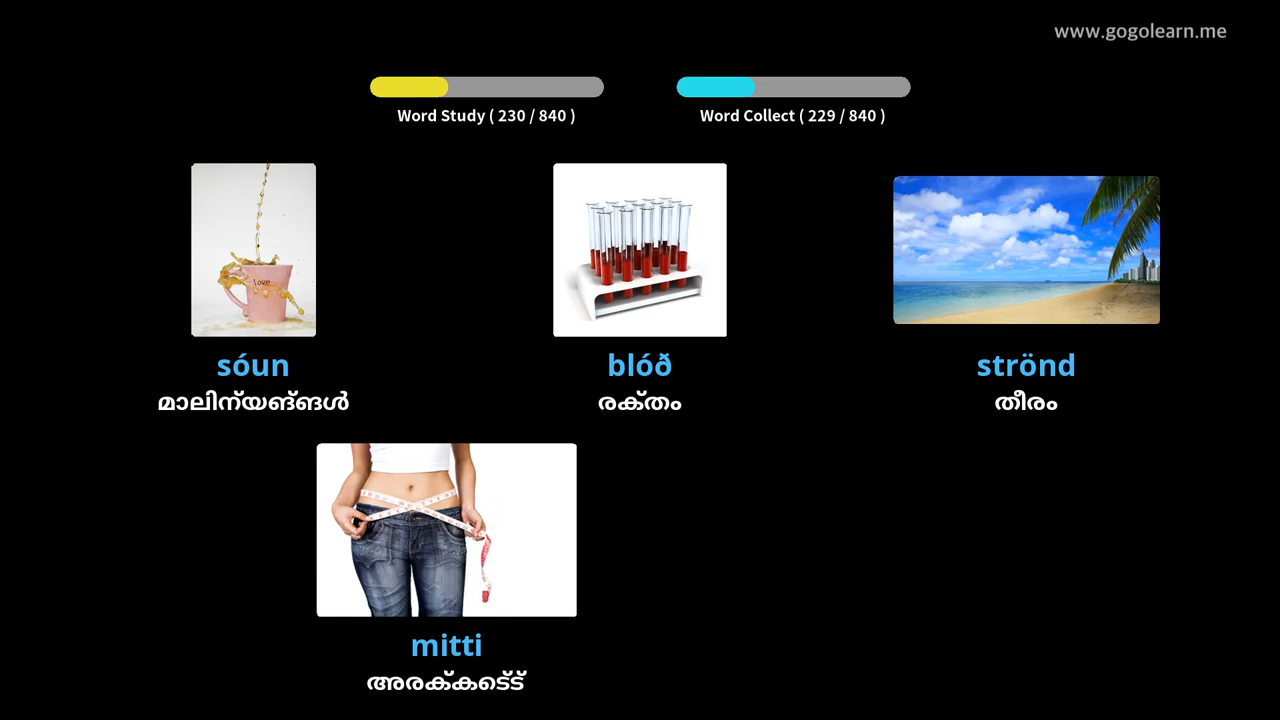 www.gogolearn.me
Word Study ( 230 / 840 )
Word Collect ( 229 / 840 )
love
sóun
blóð
strönd
മാലിന്യങ്ങൾ
രക്തം
തീരം
mitti
അരക്കെട്ട്